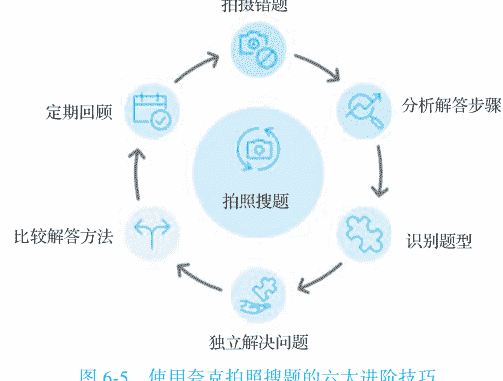 拍摄错题
定期回顾
分析解答步骤
拍照搜题
比较解答方法
识别题型
独立解决问题
图 6-5 使用夸克拍照搜题的六大进阶技巧